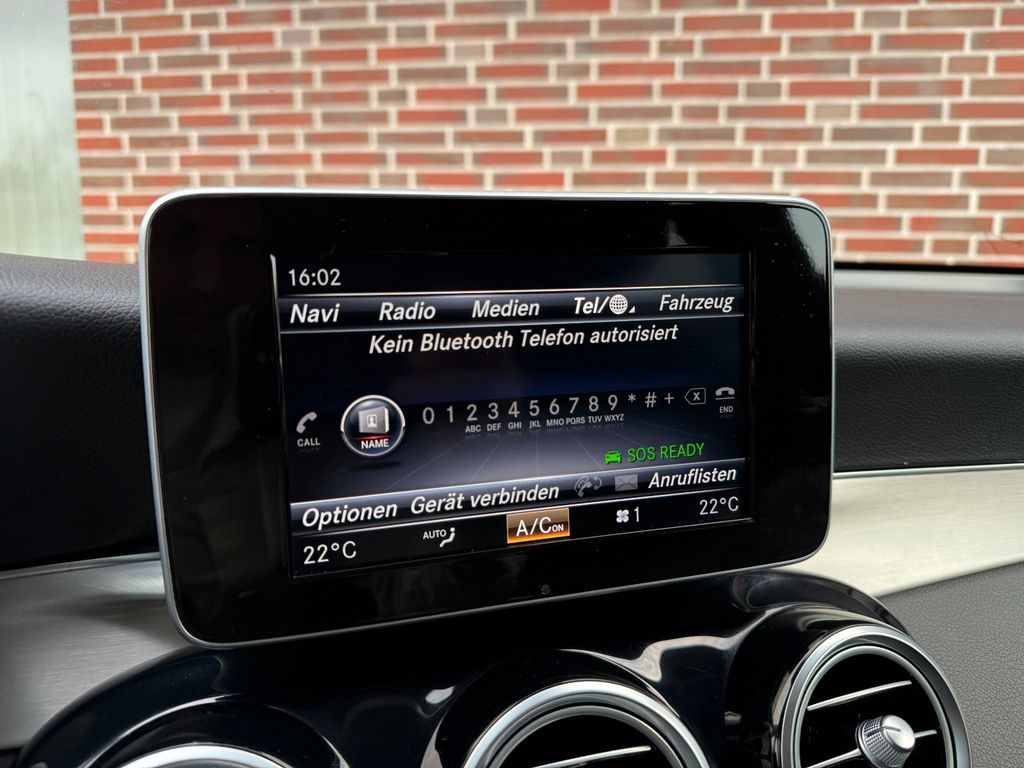 16:02
Navi Radio Medien Tel/ Fahrzeug
Kein Bluetooth Telefon autorisiert
CALL NAME 0 1 2 3 4 5 6 7 8 9 * # + X END
ABC DEF GHI JKL MNO PQRS TUV WXYZ
SOS READY
Optionen Gerät verbinden Anruflisten
22°C AUTO A/C ON 1 22°C